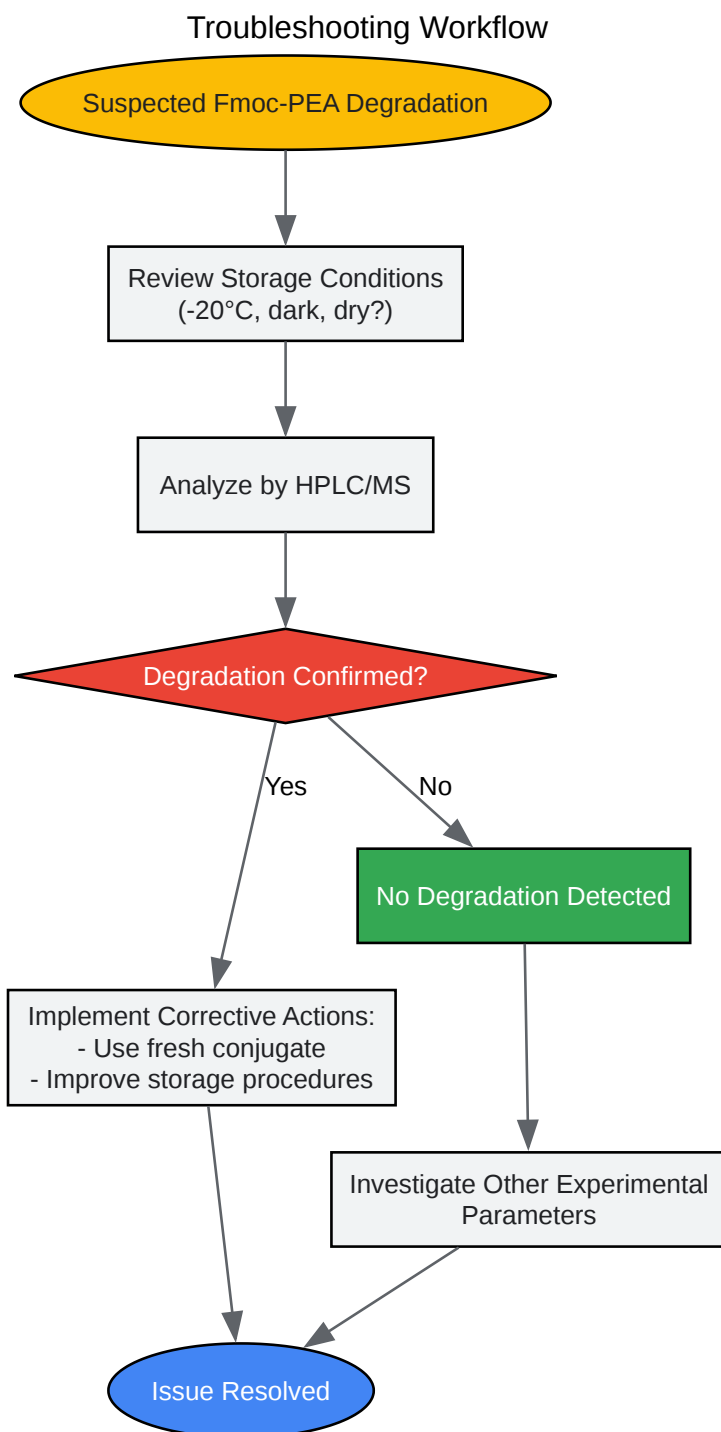 Troubleshooting Workflow
Suspected Fmoc-PEA Degradation
Review Storage Conditions
(-20°C, dark, dry?)
Analyze by HPLC/MS
Degradation Confirmed?
Yes
No
No Degradation Detected
Implement Corrective Actions:
- Use fresh conjugate
- Improve storage procedures
Investigate Other Experimental
Parameters
Issue Resolved